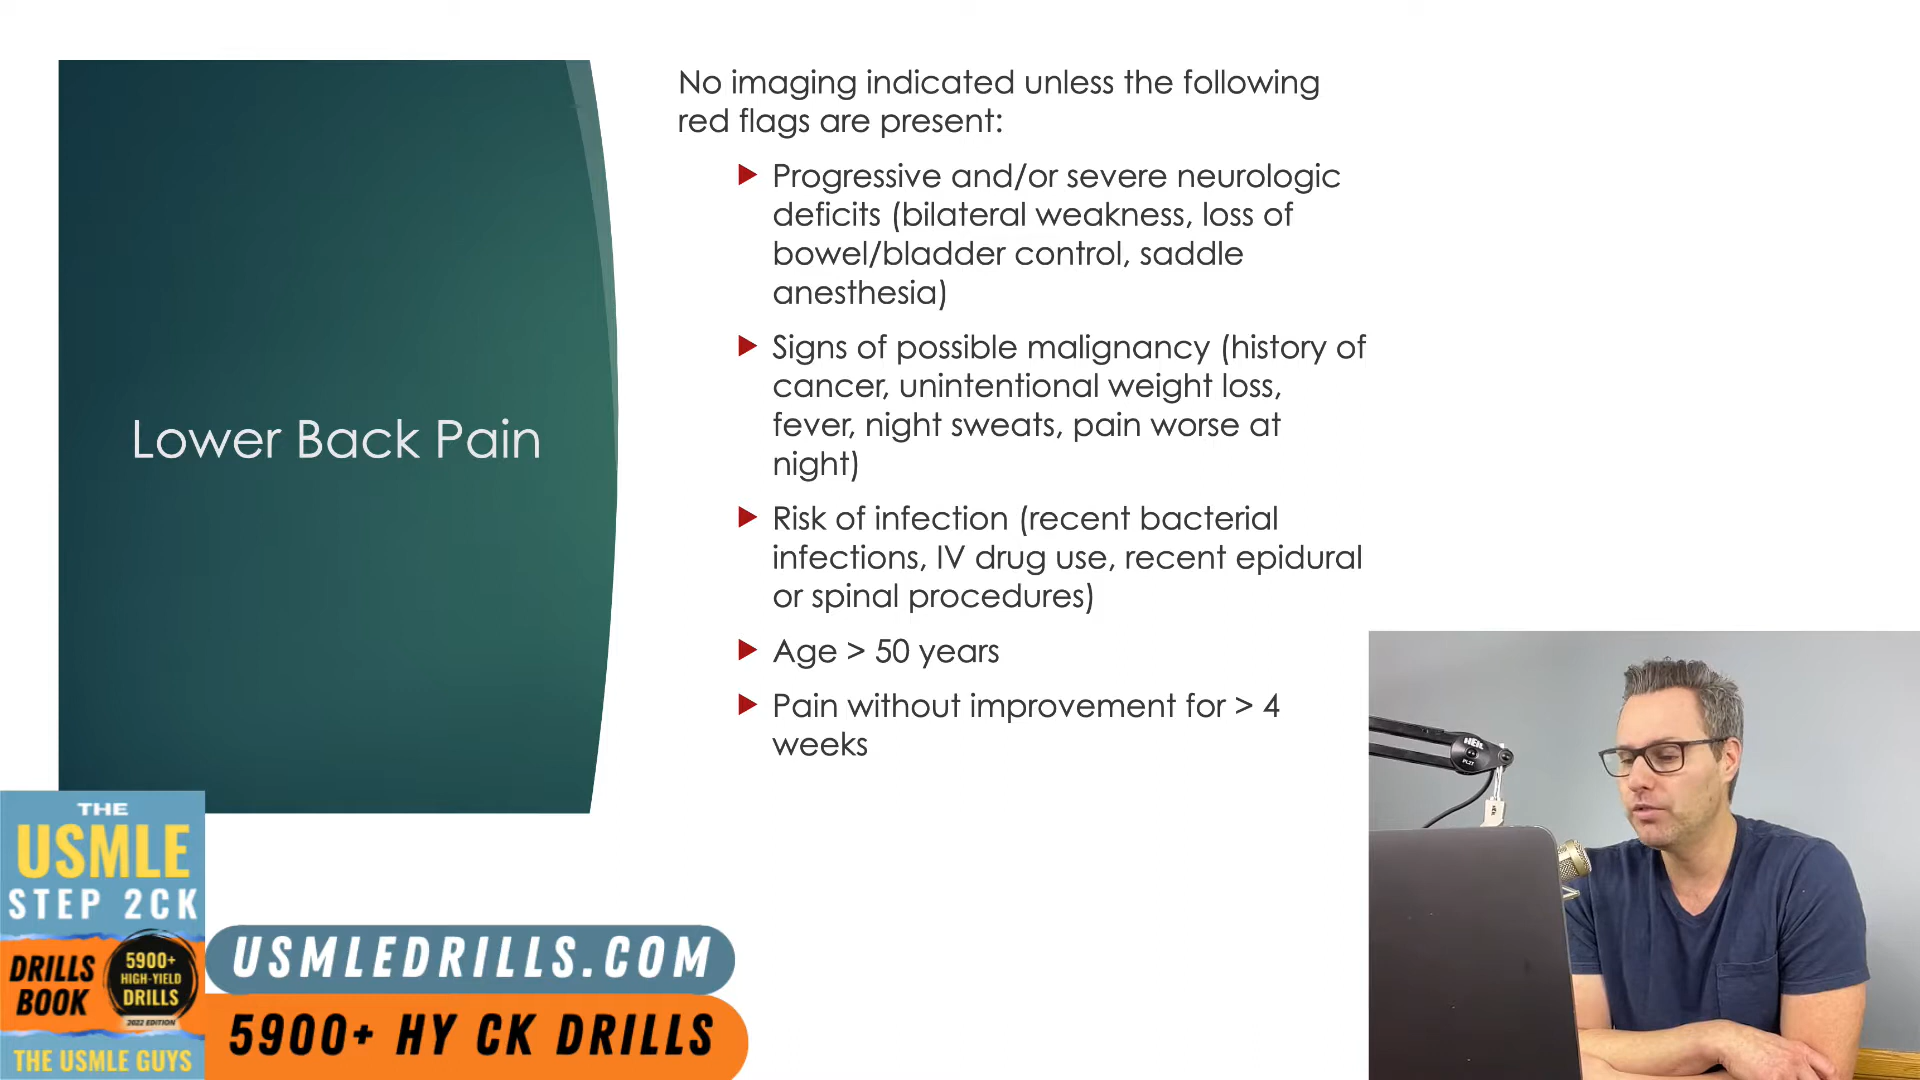 No imaging indicated unless the following
red flags are present:
Progressive and/or severe neurologic
deficits (bilateral weakness, loss of
bowel/bladder control, saddle
anesthesia)
Signs of possible malignancy (history of
cancer, unintentional weight loss,
fever, night sweats, pain worse at
night)
Risk of infection (recent bacterial
infections, IV drug use, recent epidural
or spinal procedures)
Age > 50 years
Pain without improvement for > 4
weeks
Lower Back Pain
THE
USMLE
STEP 2CK
DRILLS
BOOK
5900+
HIGH-YIELD
DRILLS
2022 EDITION
THE USMLE GUYS
USMLEDRILLS.COM
5900+ HY CK DRILLS
HEIL
PL2T